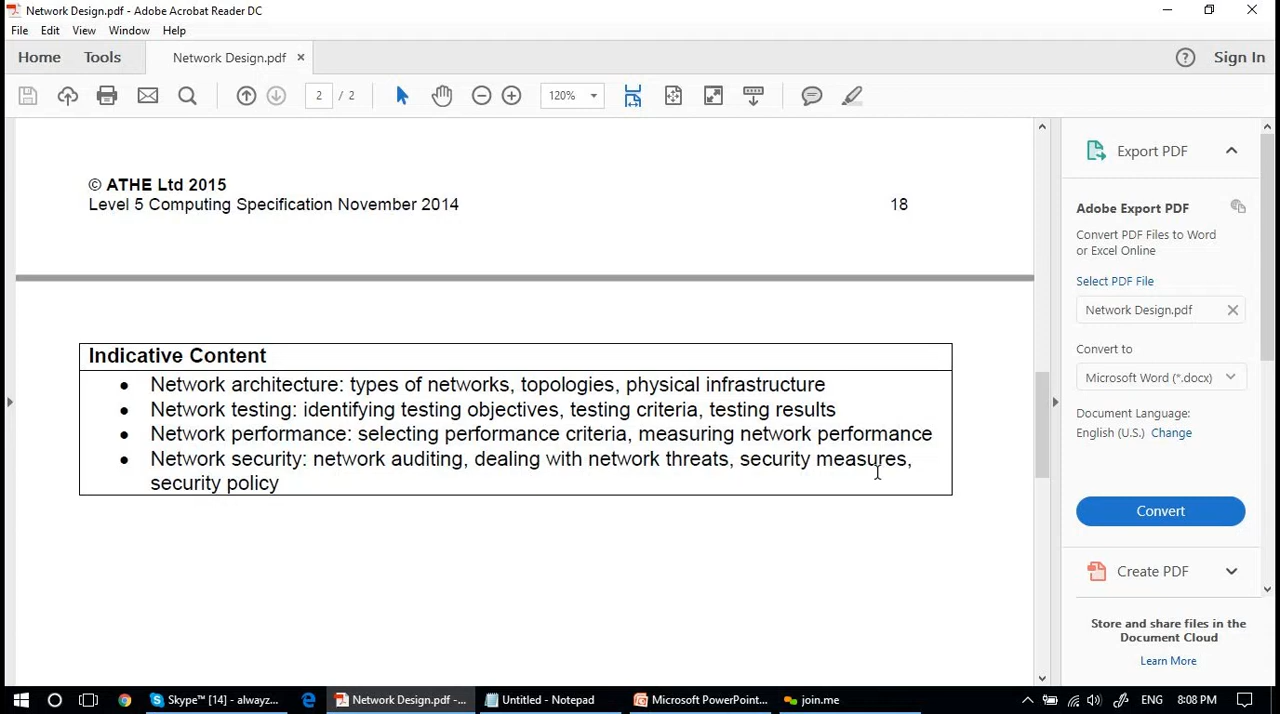 Network Design.pdf - Adobe Acrobat Reader DC
File Edit View Window Help
Home Tools Network Design.pdf × Sign In
2 / 2 120%
© ATHE Ltd 2015
Level 5 Computing Specification November 2014 18
Indicative Content
• Network architecture: types of networks, topologies, physical infrastructure
• Network testing: identifying testing objectives, testing criteria, testing results
• Network performance: selecting performance criteria, measuring network performance
• Network security: network auditing, dealing with network threats, security measures,
security policy
Export PDF
Adobe Export PDF
Convert PDF Files to Word
or Excel Online
Select PDF File
Network Design.pdf
Convert to
Microsoft Word (*.docx)
Document Language:
English (U.S.) Change
Convert
Create PDF
Store and share files in the
Document Cloud
Learn More
Skype™ [14] - alwayz... Network Design.pdf -... Untitled - Notepad Microsoft PowerPoint... join.me ENG 8:08 PM